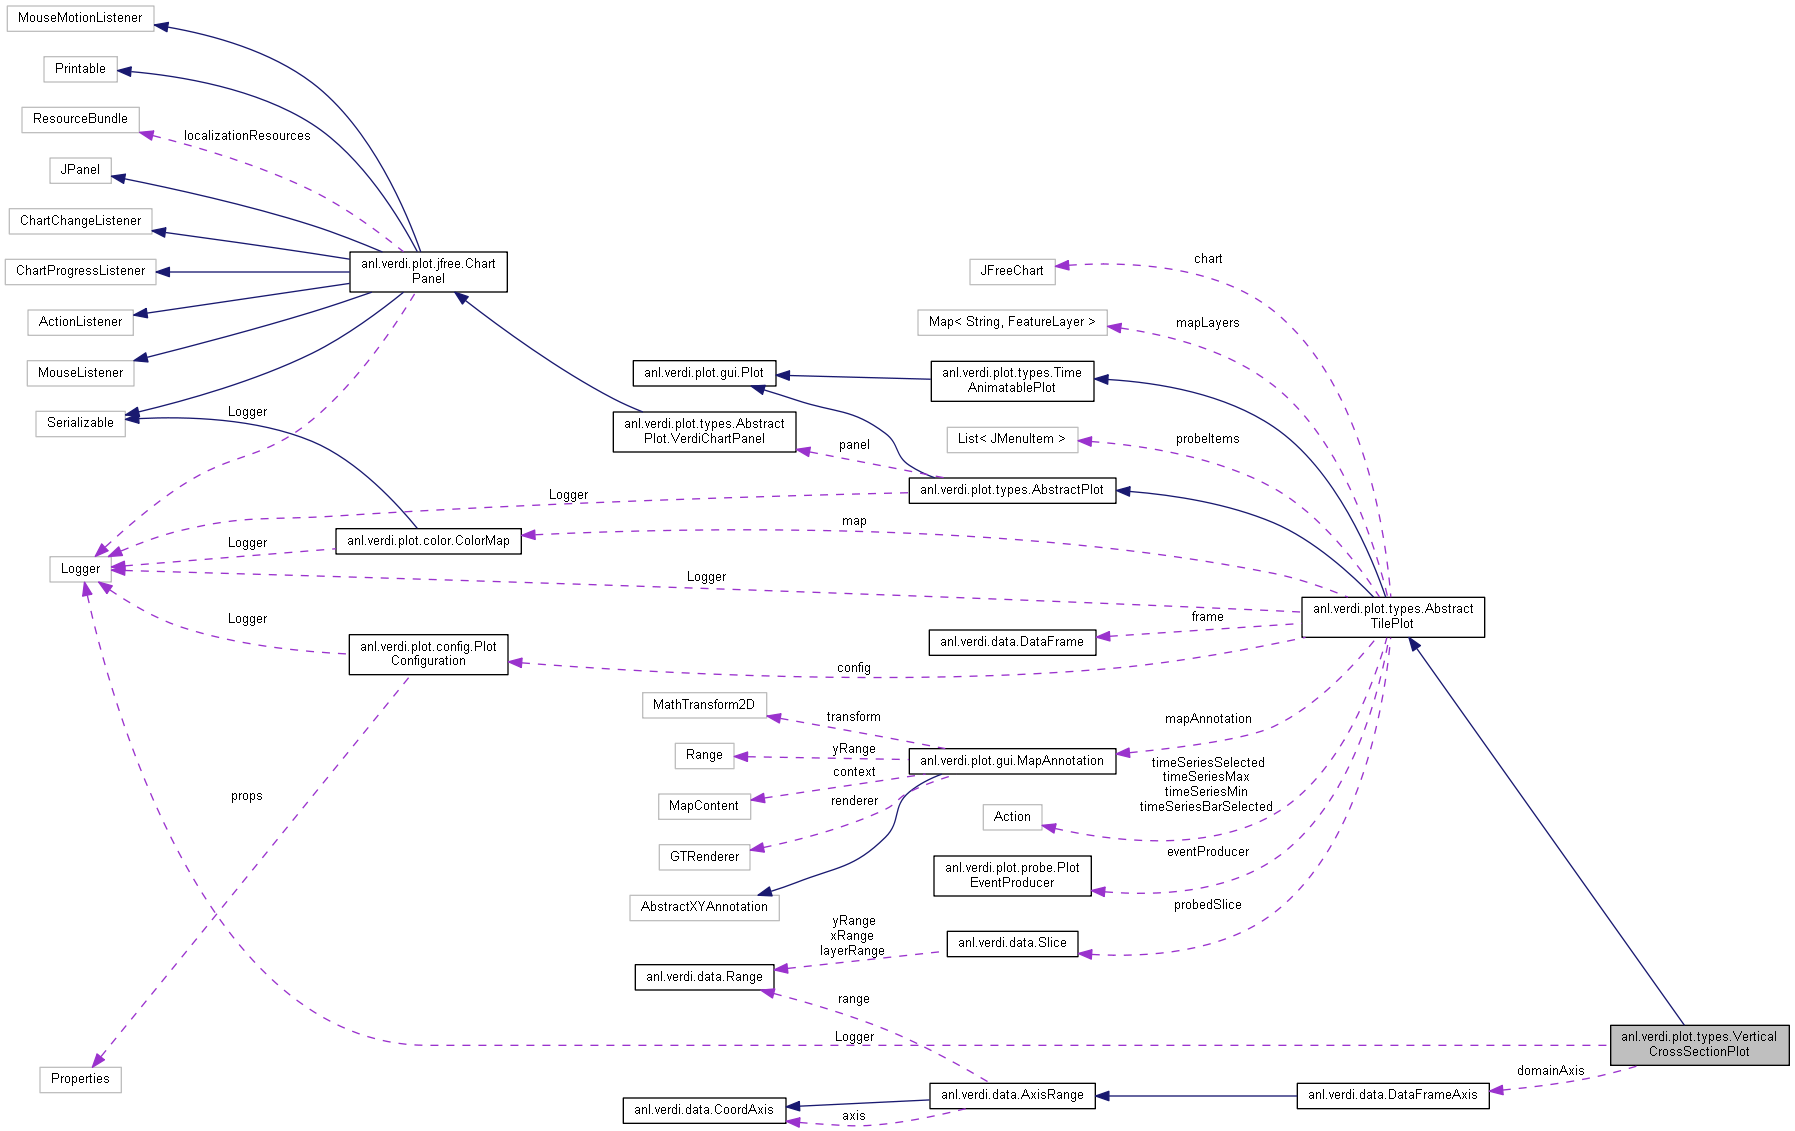 MouseMotionListener
Printable
ResourceBundle
localizationResources
JPanel
ChartChangeListener
ChartProgressListener
ActionListener
MouseListener
Serializable
Logger
anl.verdi.plot.jfree.Chart
Panel
Logger
anl.verdi.plot.color.ColorMap
Logger
anl.verdi.plot.config.Plot
Configuration
Logger
props
Properties
anl.verdi.plot.gui.Plot
anl.verdi.plot.types.Abstract
Plot.VerdiChartPanel
panel
Logger
map
Logger
config
MathTransform2D
transform
Range
yRange
MapContent
context
GTRenderer
renderer
AbstractXYAnnotation
yRange
xRange
layerRange
anl.verdi.data.Range
range
Logger
anl.verdi.data.CoordAxis
axis
JFreeChart
chart
Map< String, FeatureLayer >
mapLayers
anl.verdi.plot.types.Time
AnimatablePlot
List< JMenuItem >
probeItems
anl.verdi.plot.types.AbstractPlot
anl.verdi.data.DataFrame
frame
anl.verdi.plot.gui.MapAnnotation
mapAnnotation
timeSeriesSelected
timeSeriesMax
timeSeriesMin
timeSeriesBarSelected
Action
anl.verdi.plot.probe.Plot
EventProducer
eventProducer
anl.verdi.data.Slice
probedSlice
anl.verdi.data.AxisRange
anl.verdi.plot.types.Abstract
TilePlot
anl.verdi.data.DataFrameAxis
domainAxis
anl.verdi.plot.types.Vertical
CrossSectionPlot